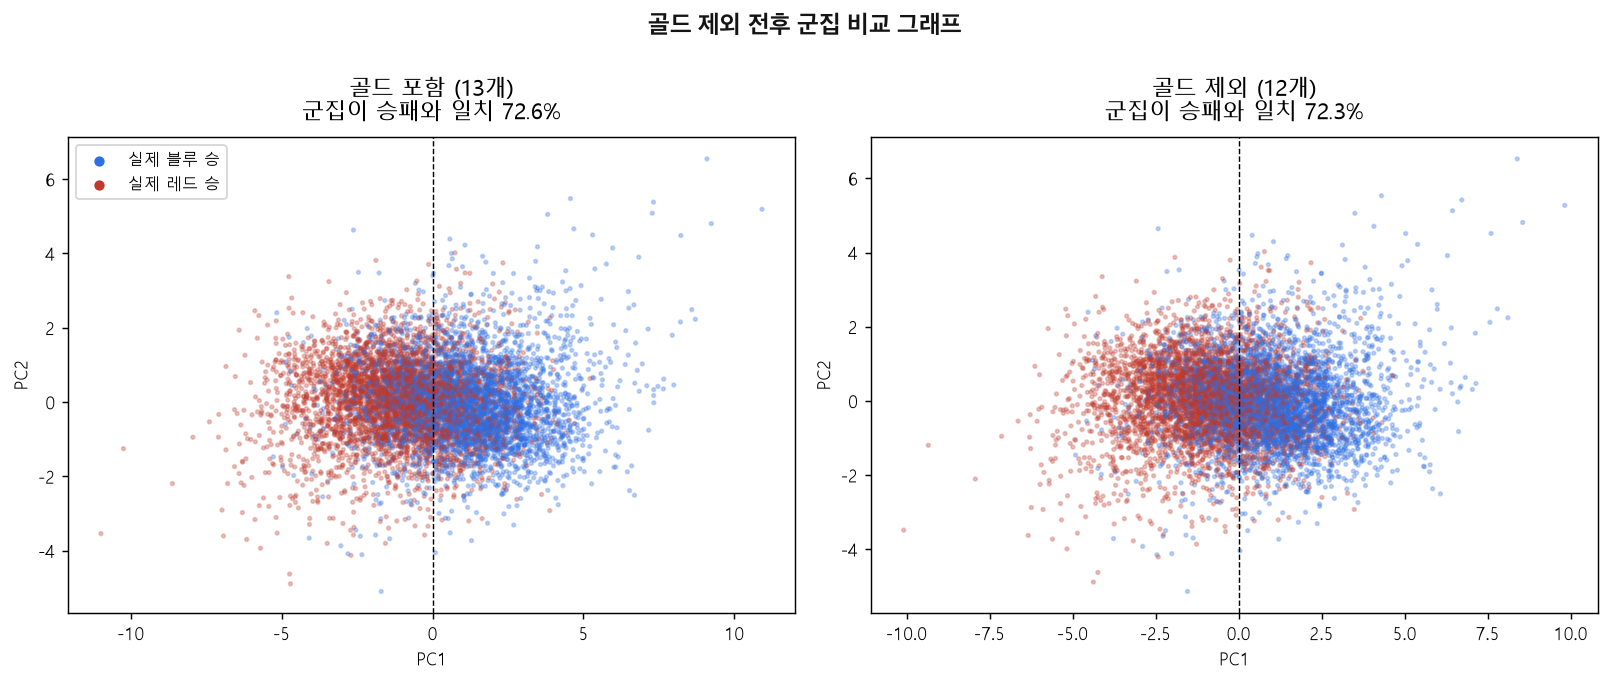 골드 제외 전후 군집 비교 그래프
골드 포함 (13개)
군집이 승패와 일치 72.6%
실제 블루 승
실제 레드 승
6
4
2
0
-2
-4
PC2
-10
-5
0
5
10
PC1
골드 제외 (12개)
군집이 승패와 일치 72.3%
6
4
2
0
-2
-4
PC2
-10.0
-7.5
-5.0
-2.5
0.0
2.5
5.0
7.5
10.0
PC1